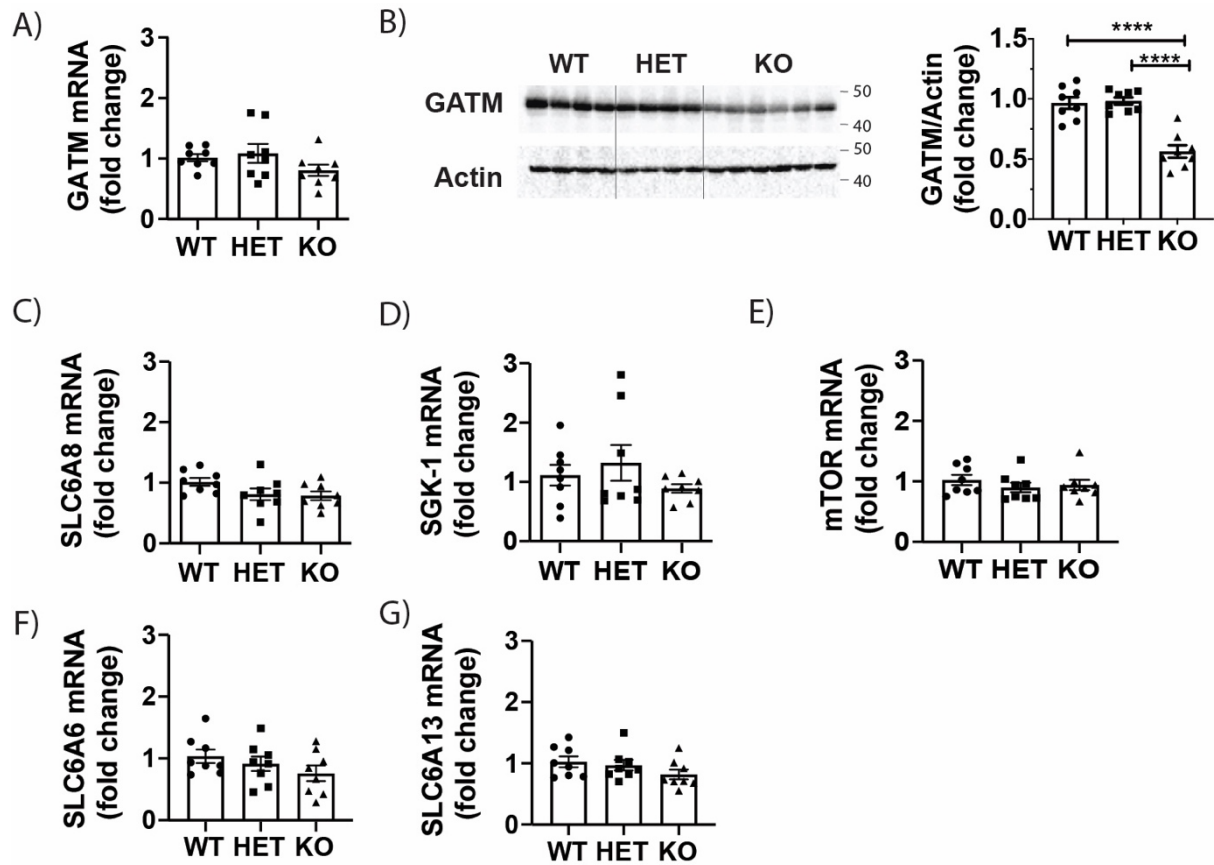 A)
GATM mRNA
(fold change)
3
2
1
0
WT HET KO
B)
WT HET KO
GATM
Actin
50
40
50
40
GATM/Actin
(fold change)
1.5
1.0
0.5
0.0
****
****
WT HET KO
C)
SLC6A8 mRNA
(fold change)
3
2
1
0
WT HET KO
D)
SGK-1 mRNA
(fold change)
3
2
1
0
WT HET KO
E)
mTOR mRNA
(fold change)
3
2
1
0
WT HET KO
F)
SLC6A6 mRNA
(fold change)
3
2
1
0
WT HET KO
G)
SLC6A13 mRNA
(fold change)
3
2
1
0
WT HET KO